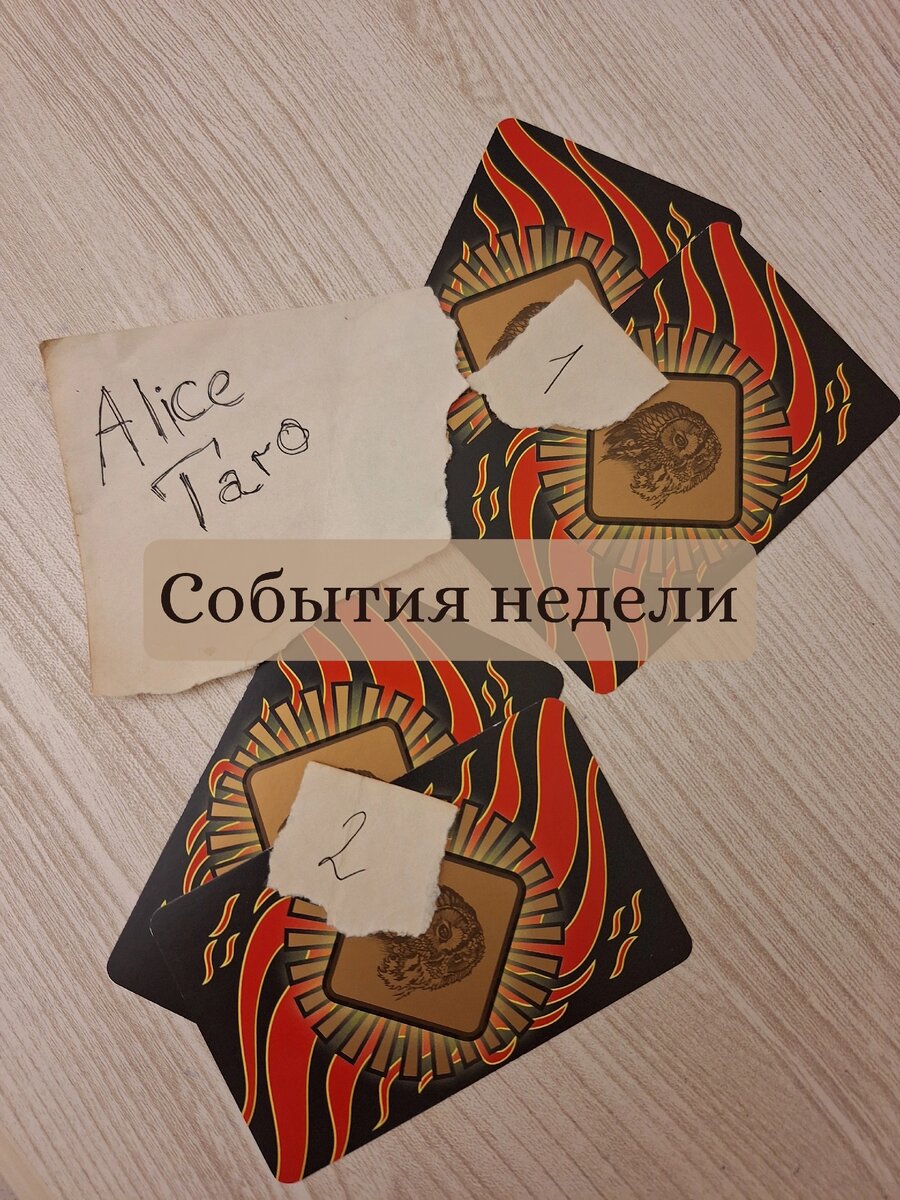 Alice
Taro
1
События недели
2